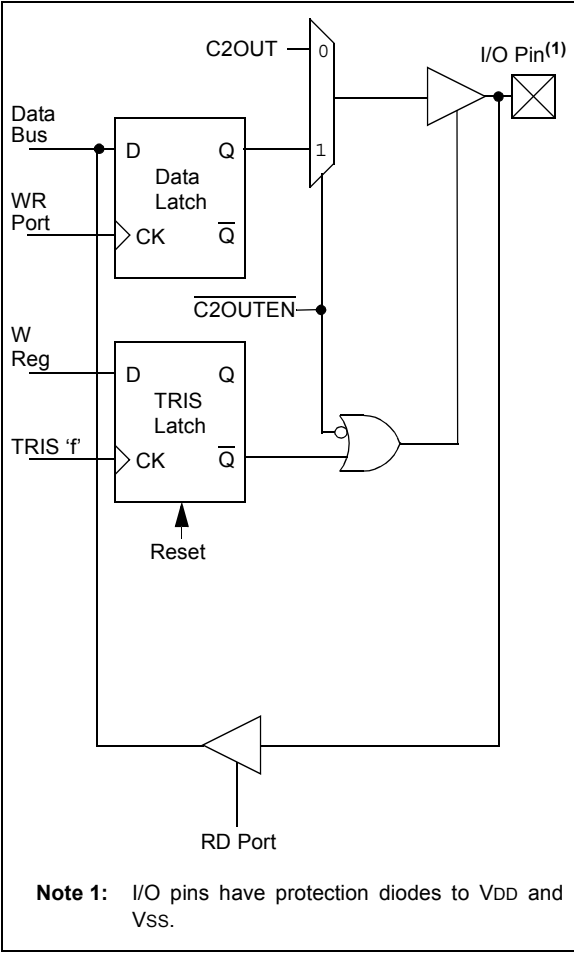 C2OUT
0
I/O Pin(1)
Data
Bus
D
Q
1
Data
Latch
WR
Port
CK
Q̅
C̅2̅O̅U̅T̅E̅N̅
W
Reg
D
Q
TRIS
Latch
TRIS ‘f’
CK
Q̅
Reset
RD Port
Note 1: I/O pins have protection diodes to VDD and
VSS.